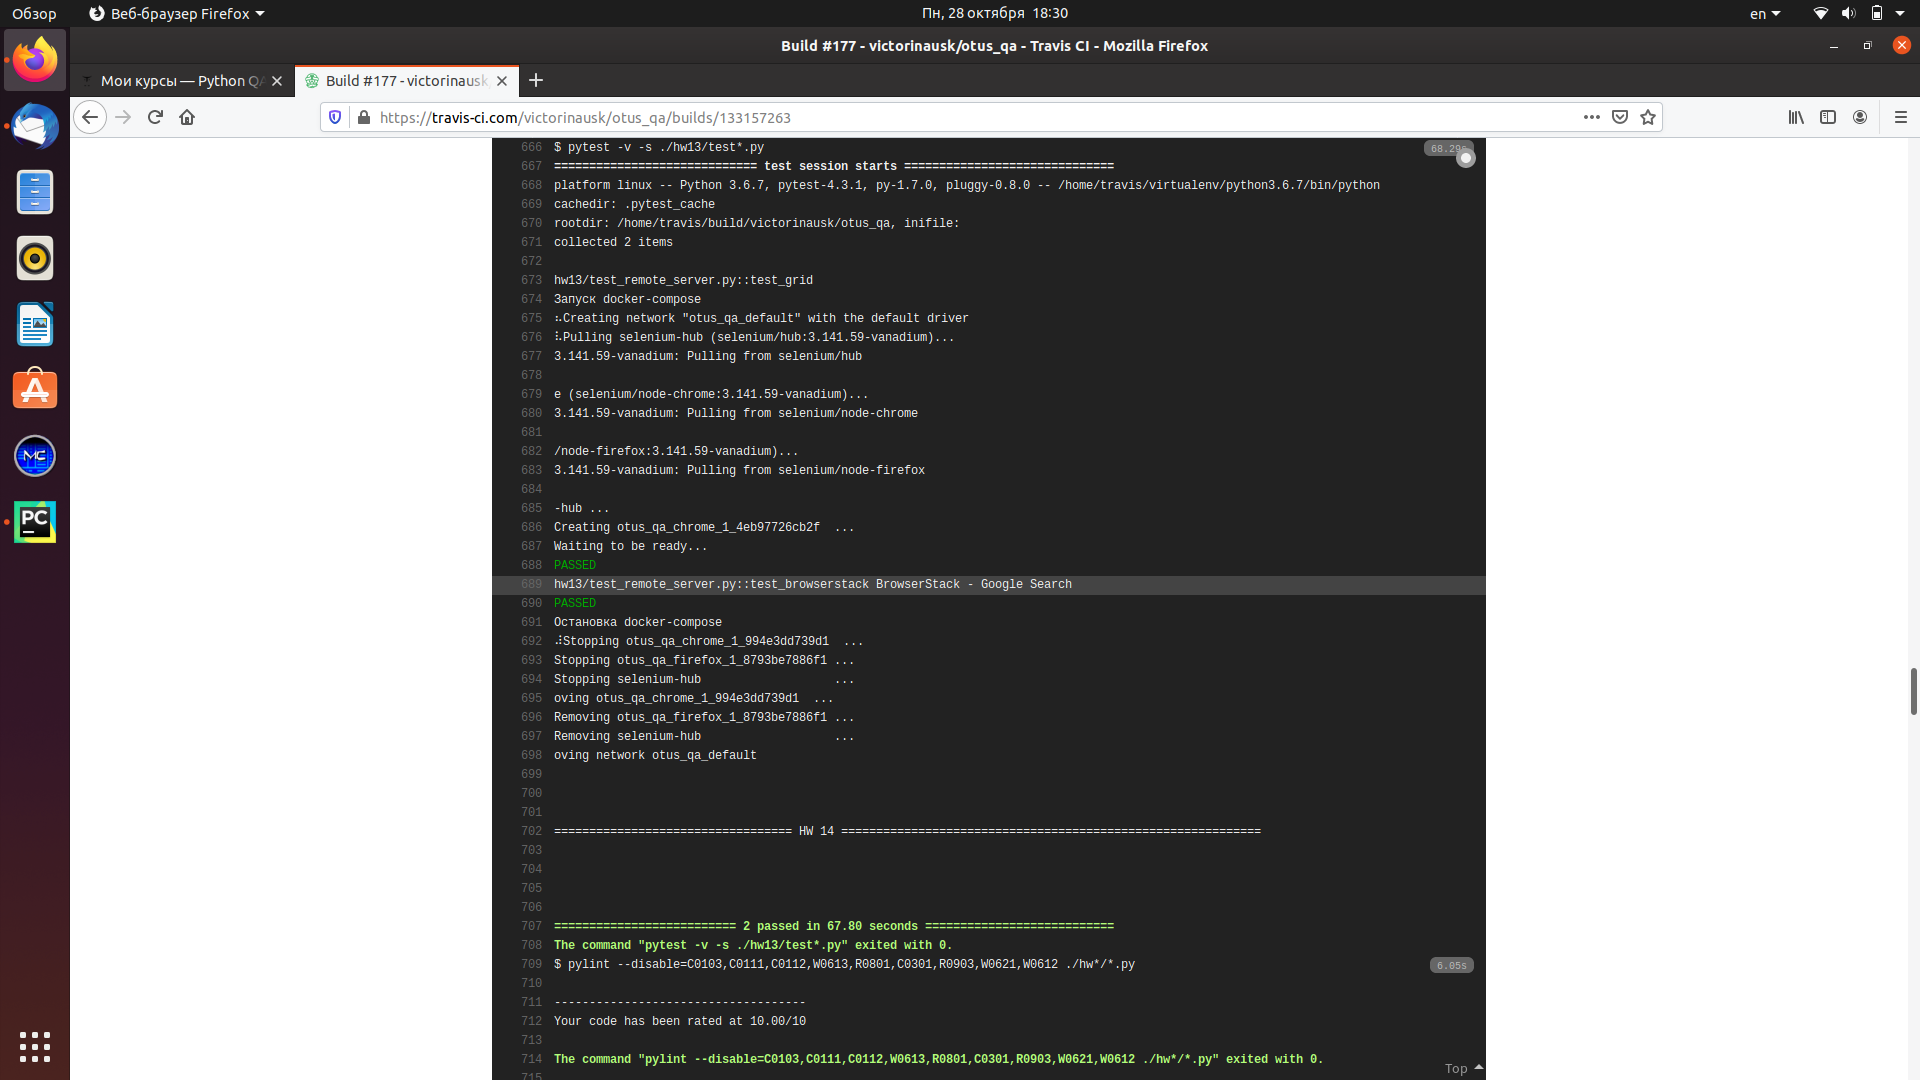 Обзор
Веб-браузер Firefox
Пн, 28 октября 18:30
en
Build #177 - victorinausk/otus_qa - Travis CI - Mozilla Firefox
Мои курсы — Python QA
Build #177 - victorinausk
https://travis-ci.com/victorinausk/otus_qa/builds/133157263
666 $ pytest -v -s ./hw13/test*.py
667 ============================= test session starts ==============================
668 platform linux -- Python 3.6.7, pytest-4.3.1, py-1.7.0, pluggy-0.8.0 -- /home/travis/virtualenv/python3.6.7/bin/python
669 cachedir: .pytest_cache
670 rootdir: /home/travis/build/victorinausk/otus_qa, inifile:
671 collected 2 items
672
673 hw13/test_remote_server.py::test_grid
674 Запуск docker-compose
675 Creating network "otus_qa_default" with the default driver
676 Pulling selenium-hub (selenium/hub:3.141.59-vanadium)...
677 3.141.59-vanadium: Pulling from selenium/hub
678
679 e (selenium/node-chrome:3.141.59-vanadium)...
680 3.141.59-vanadium: Pulling from selenium/node-chrome
681
682 /node-firefox:3.141.59-vanadium)...
683 3.141.59-vanadium: Pulling from selenium/node-firefox
684
685 -hub ...
686 Creating otus_qa_chrome_1_4eb97726cb2f  ...
687 Waiting to be ready...
688 PASSED
689 hw13/test_remote_server.py::test_browserstack BrowserStack - Google Search
690 PASSED
691 Остановка docker-compose
692 Stopping otus_qa_chrome_1_994e3dd739d1  ...
693 Stopping otus_qa_firefox_1_8793be7886f1 ...
694 Stopping selenium-hub                   ...
695 oving otus_qa_chrome_1_994e3dd739d1  ...
696 Removing otus_qa_firefox_1_8793be7886f1 ...
697 Removing selenium-hub                   ...
698 oving network otus_qa_default
699
700
701
702 ================================== HW 14 ============================================================
703
704
705
706
707 ========================== 2 passed in 67.80 seconds ===========================
708 The command "pytest -v -s ./hw13/test*.py" exited with 0.
709 $ pylint --disable=C0103,C0111,C0112,W0613,R0801,C0301,R0903,W0621,W0612 ./hw*/*.py 6.05s
710
711 ------------------------------------
712 Your code has been rated at 10.00/10
713
714 The command "pylint --disable=C0103,C0111,C0112,W0613,R0801,C0301,R0903,W0621,W0612 ./hw*/*.py" exited with 0.
715
Top